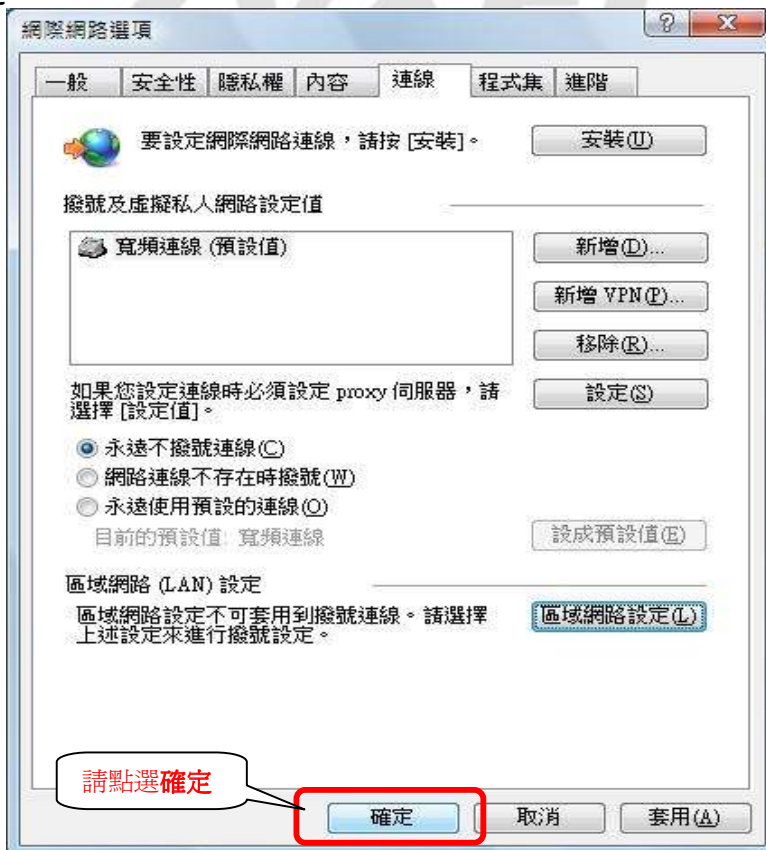 網際網路選項
一般 安全性 隱私權 內容 連線 程式集 進階
要設定網際網路連線，請按 [安裝]。 安裝(U)
撥號及虛擬私人網路設定值
寬頻連線 (預設值) 新增(D)...
新增 VPN(P)...
移除(R)...
如果您設定連線時必須設定 proxy 伺服器，請 設定(S)
選擇 [設定值]。
永遠不撥號連線(C)
網路連線不存在時撥號(W)
永遠使用預設的連線(O)
目前的預設值: 寬頻連線 設成預設值(E)
區域網路 (LAN) 設定
區域網路設定不可套用到撥號連線。請選擇 區域網路設定(L)
上述設定來進行撥號設定。
請點選確定
確定 取消 套用(A)